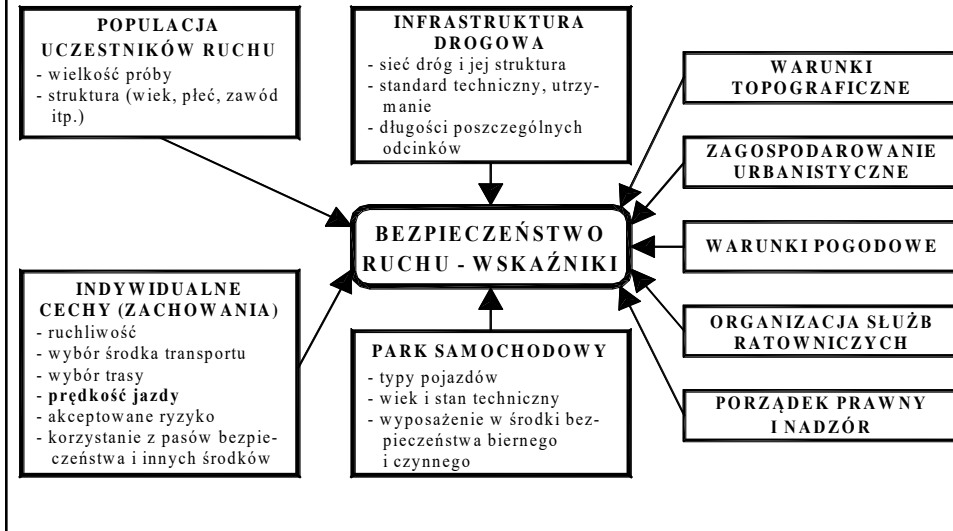 POPULACJA
UCZESTNIKÓW RUCHU
- wielkość próby
- struktura (wiek, płeć, zawód
itp.)
INFRASTRUKTURA
DROGOWA
- sieć dróg i jej struktura
- standard techniczny, utrzy-
manie
- długości poszczególnych
odcinków
WARUNKI
TOPOGRAFICZNE
ZAGOSPODAROWANIE
URBANISTYCZNE
BEZPIECZEŃSTWO
RUCHU - WSKAŹNIKI
WARUNKI POGODOWE
INDYWIDUALNE
CECHY (ZACHOWANIA)
- ruchliwość
- wybór środka transportu
- wybór trasy
- prędkość jazdy
- akceptowane ryzyko
- korzystanie z pasów bezpie-
czeństwa i innych środków
PARK SAMOCHODOWY
- typy pojazdów
- wiek i stan techniczny
- wyposażenie w środki bez-
pieczeństwa biernego
i czynnego
ORGANIZACJA SŁUŻB
RATOWNICZYCH
PORZĄDEK PRAWNY
I NADZÓR